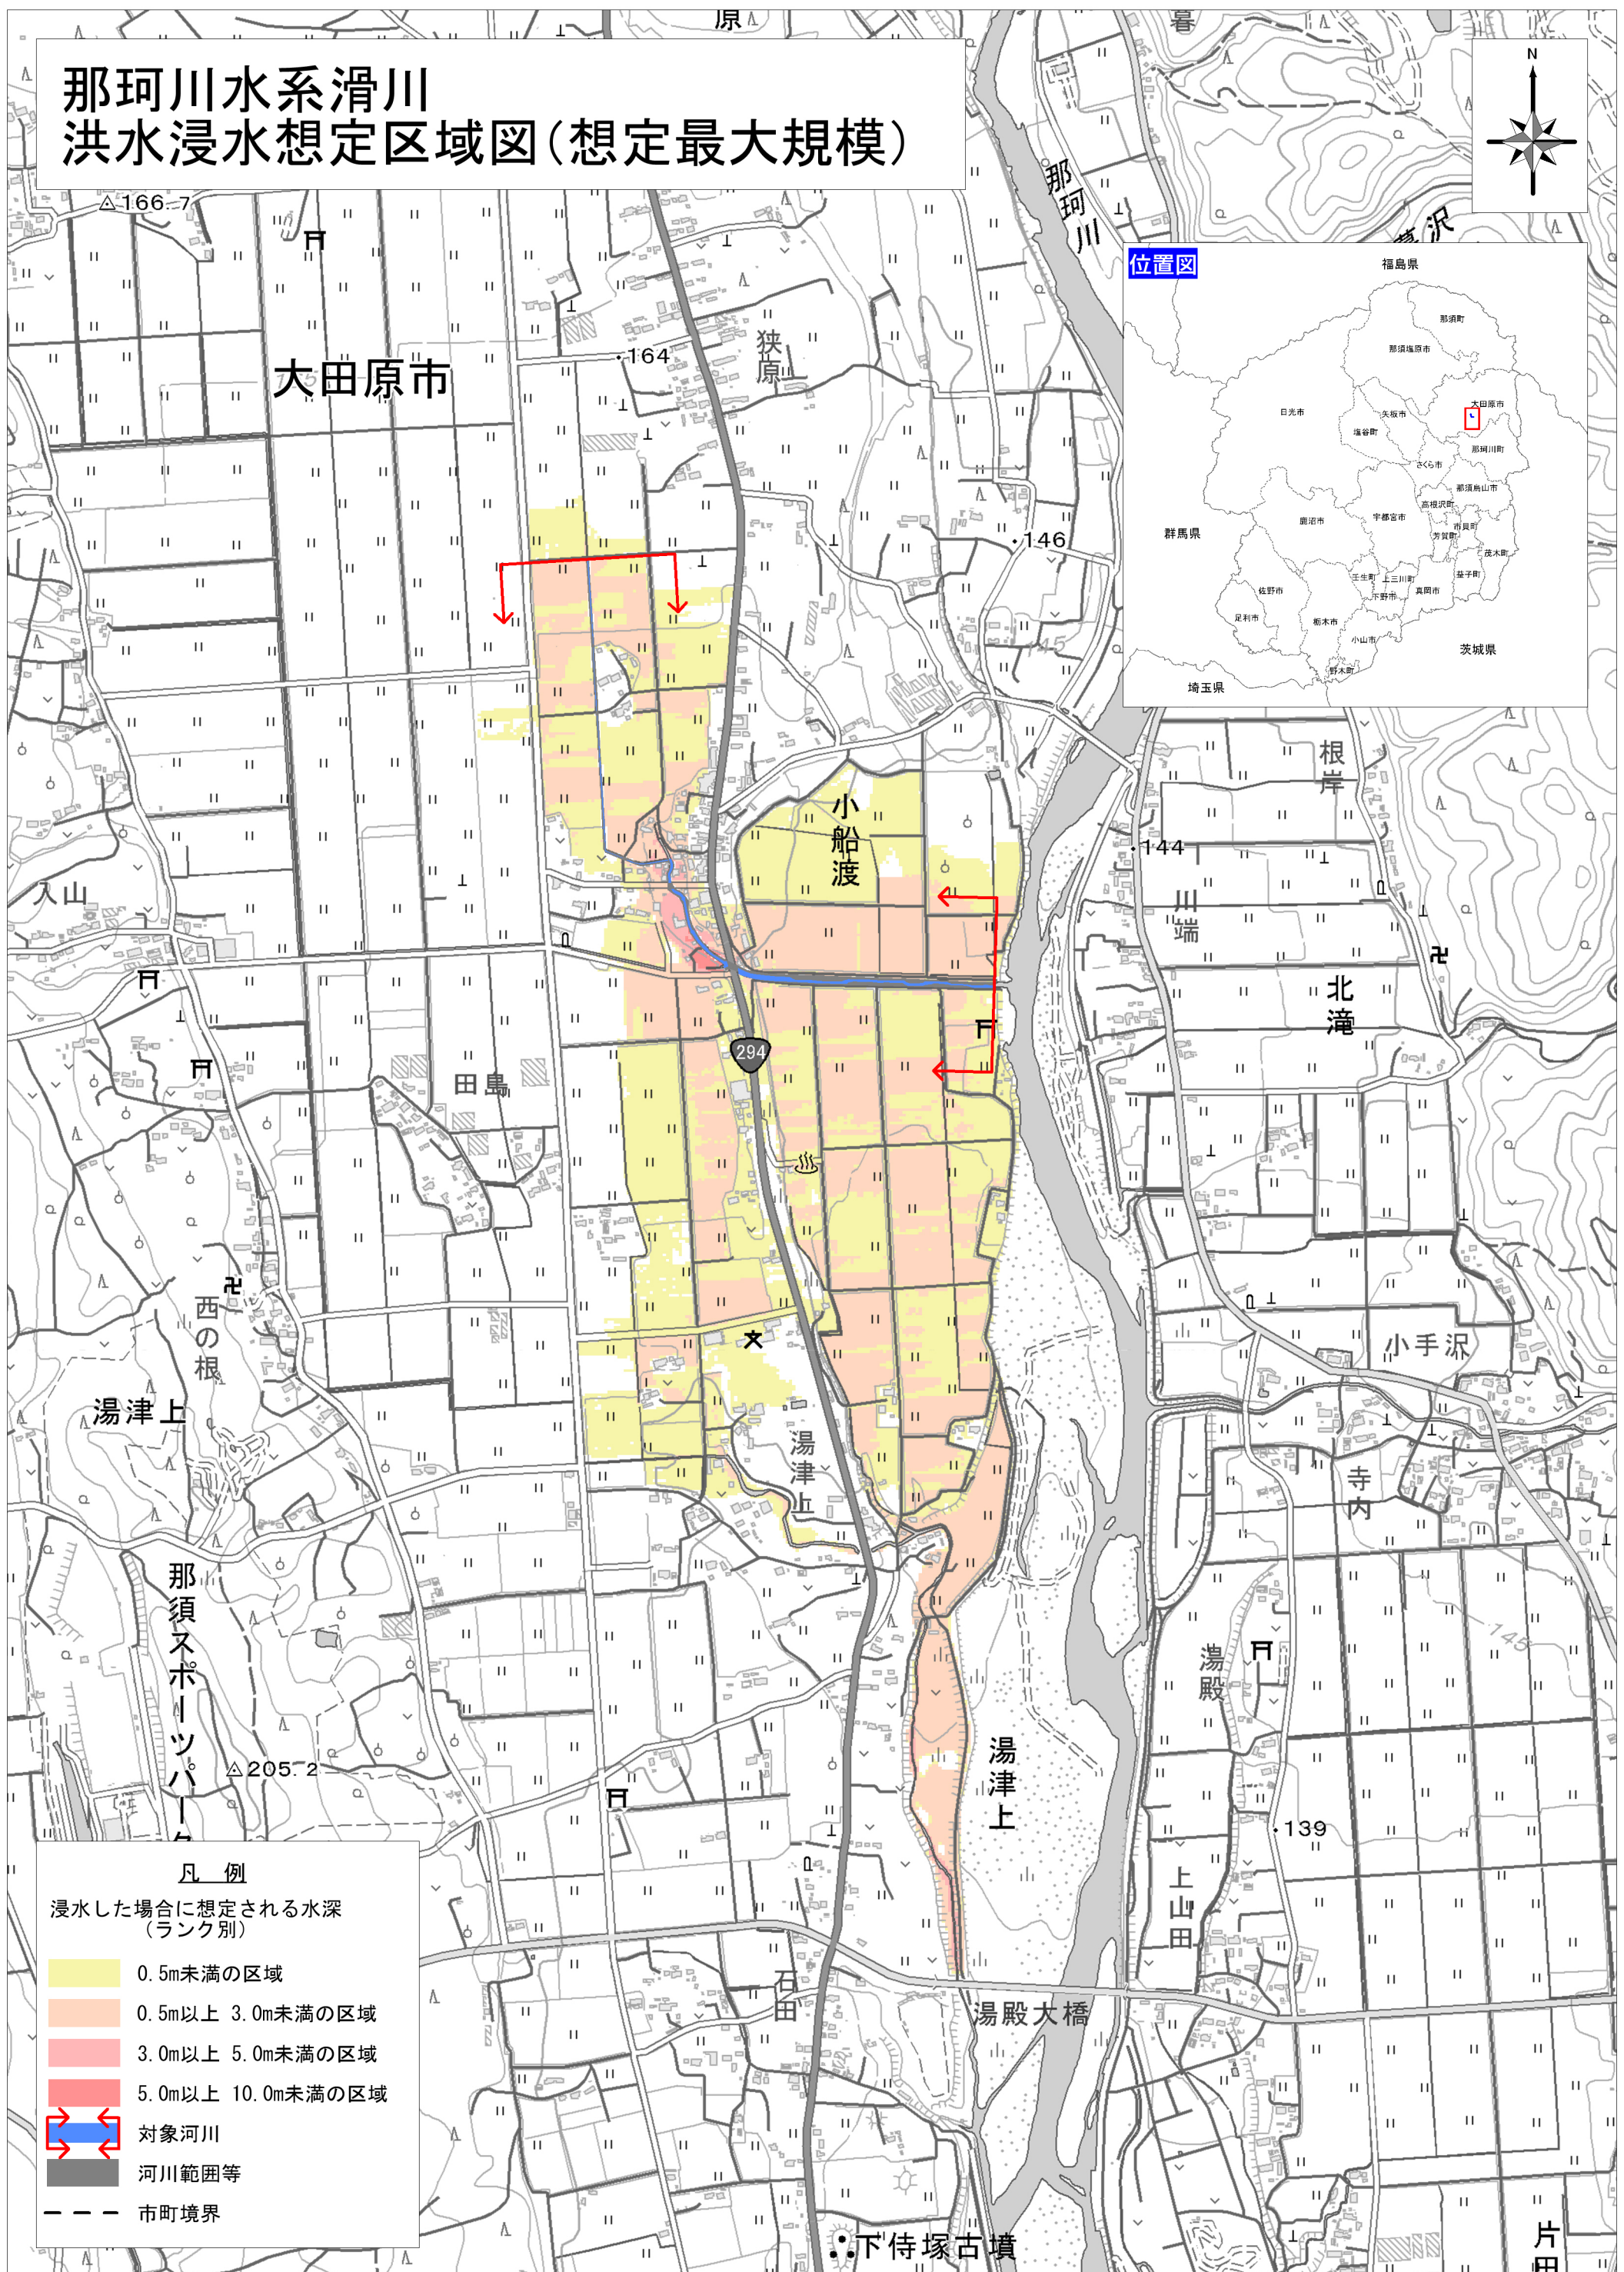 那珂川水系滑川
洪水浸水想定区域図(想定最大規模)
N
原
暮
166.7
那珂川
暮沢
位置図
福島県
那須町
那須塩原市
日光市
大田原市
矢板市
塩谷町
那珂川町
さくら市
那須烏山市
高根沢町
宇都宮市
鹿沼市
市貝町
芳賀町
茂木町
群馬県
益子町
壬生町
上三川町
下野市
真岡市
佐野市
足利市
栃木市
小山市
茨城県
野木町
埼玉県
大田原市
164
狭原
146
145
小船渡
根岸
144
入山
川端
北滝
294
田島
西の根
湯津上
小手沢
湯津上
寺内
那須スポーツパーク
145
湯殿
205.2
湯津上
139
上山田
石田
湯殿大橋
下侍塚古墳
片田
凡 例
浸水した場合に想定される水深
(ランク別)
0.5m未満の区域
0.5m以上 3.0m未満の区域
3.0m以上 5.0m未満の区域
5.0m以上 10.0m未満の区域
対象河川
河川範囲等
市町境界